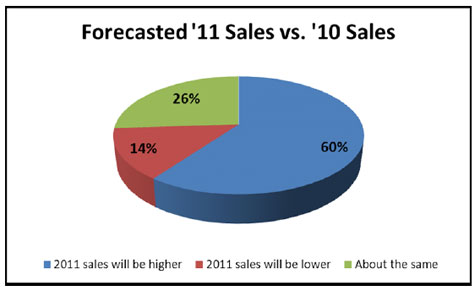 Forecasted '11 Sales vs. '10 Sales
26%
14%
60%
2011 sales will be higher 2011 sales will be lower About the same